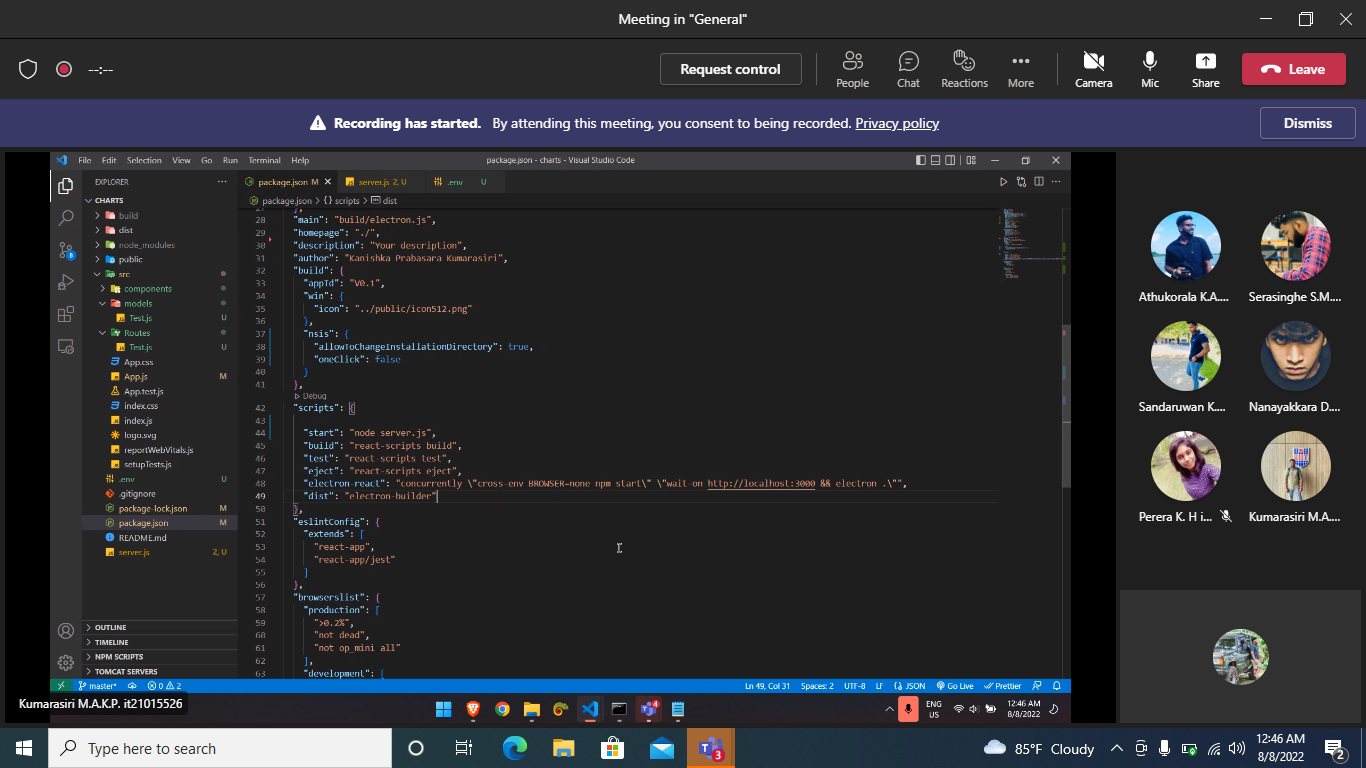 Meeting in "General"
--:--
Request control
People
Chat
Reactions
More
Camera
Mic
Share
Leave
Recording has started. By attending this meeting, you consent to being recorded. Privacy policy
Dismiss
File Edit Selection View Go Run Terminal Help
package.json - charts - Visual Studio Code
EXPLORER
CHARTS
build
dist
node_modules
public
src
components
models
Test.js U
Routes
Test.js U
App.css
App.js M
App.test.js
index.css
index.js
logo.svg
reportWebVitals.js
setupTests.js
.env U
.gitignore
package-lock.json M
package.json M
README.md
server.js 2, U
OUTLINE
TIMELINE
NPM SCRIPTS
TOMCAT SERVERS
package.json M
server.js 2, U
.env U
package.json > {} scripts > dist
27 },
28 "main": "build/electron.js",
29 "homepage": "./",
30 "description": "Your description",
31 "author": "Kanishka Prabasara Kumarasiri",
32 "build": {
33 "appId": "V0.1",
34 "win": {
35 "icon": "../public/icon512.png"
36 },
37 "nsis": {
38 "allowToChangeInstallationDirectory": true,
39 "oneClick": false
40 }
41 },
Debug
42 "scripts": {
43
44 "start": "node server.js",
45 "build": "react-scripts build",
46 "test": "react-scripts test",
47 "eject": "react-scripts eject",
48 "electron-react": "concurrently \"cross-env BROWSER=none npm start\" \"wait-on http://localhost:3000 && electron .\"",
49 "dist": "electron-builder"
50 },
51 "eslintConfig": {
52 "extends": [
53 "react-app",
54 "react-app/jest"
55 ]
56 },
57 "browserslist": {
58 "production": [
59 ">0.2%",
60 "not dead",
61 "not op_mini all"
62 ],
63 "development": [
master*
0 2
Ln 49, Col 31 Spaces: 2 UTF-8 LF {} JSON Go Live Prettier
Kumarasiri M.A.K.P. it21015526
ENG
US
12:46 AM
8/8/2022
Athukorala K.A....
Serasinghe S.M....
Sandaruwan K....
Nanayakkara D....
Perera K. H i...
Kumarasiri M.A....
Type here to search
85°F Cloudy
12:46 AM
8/8/2022
2
3